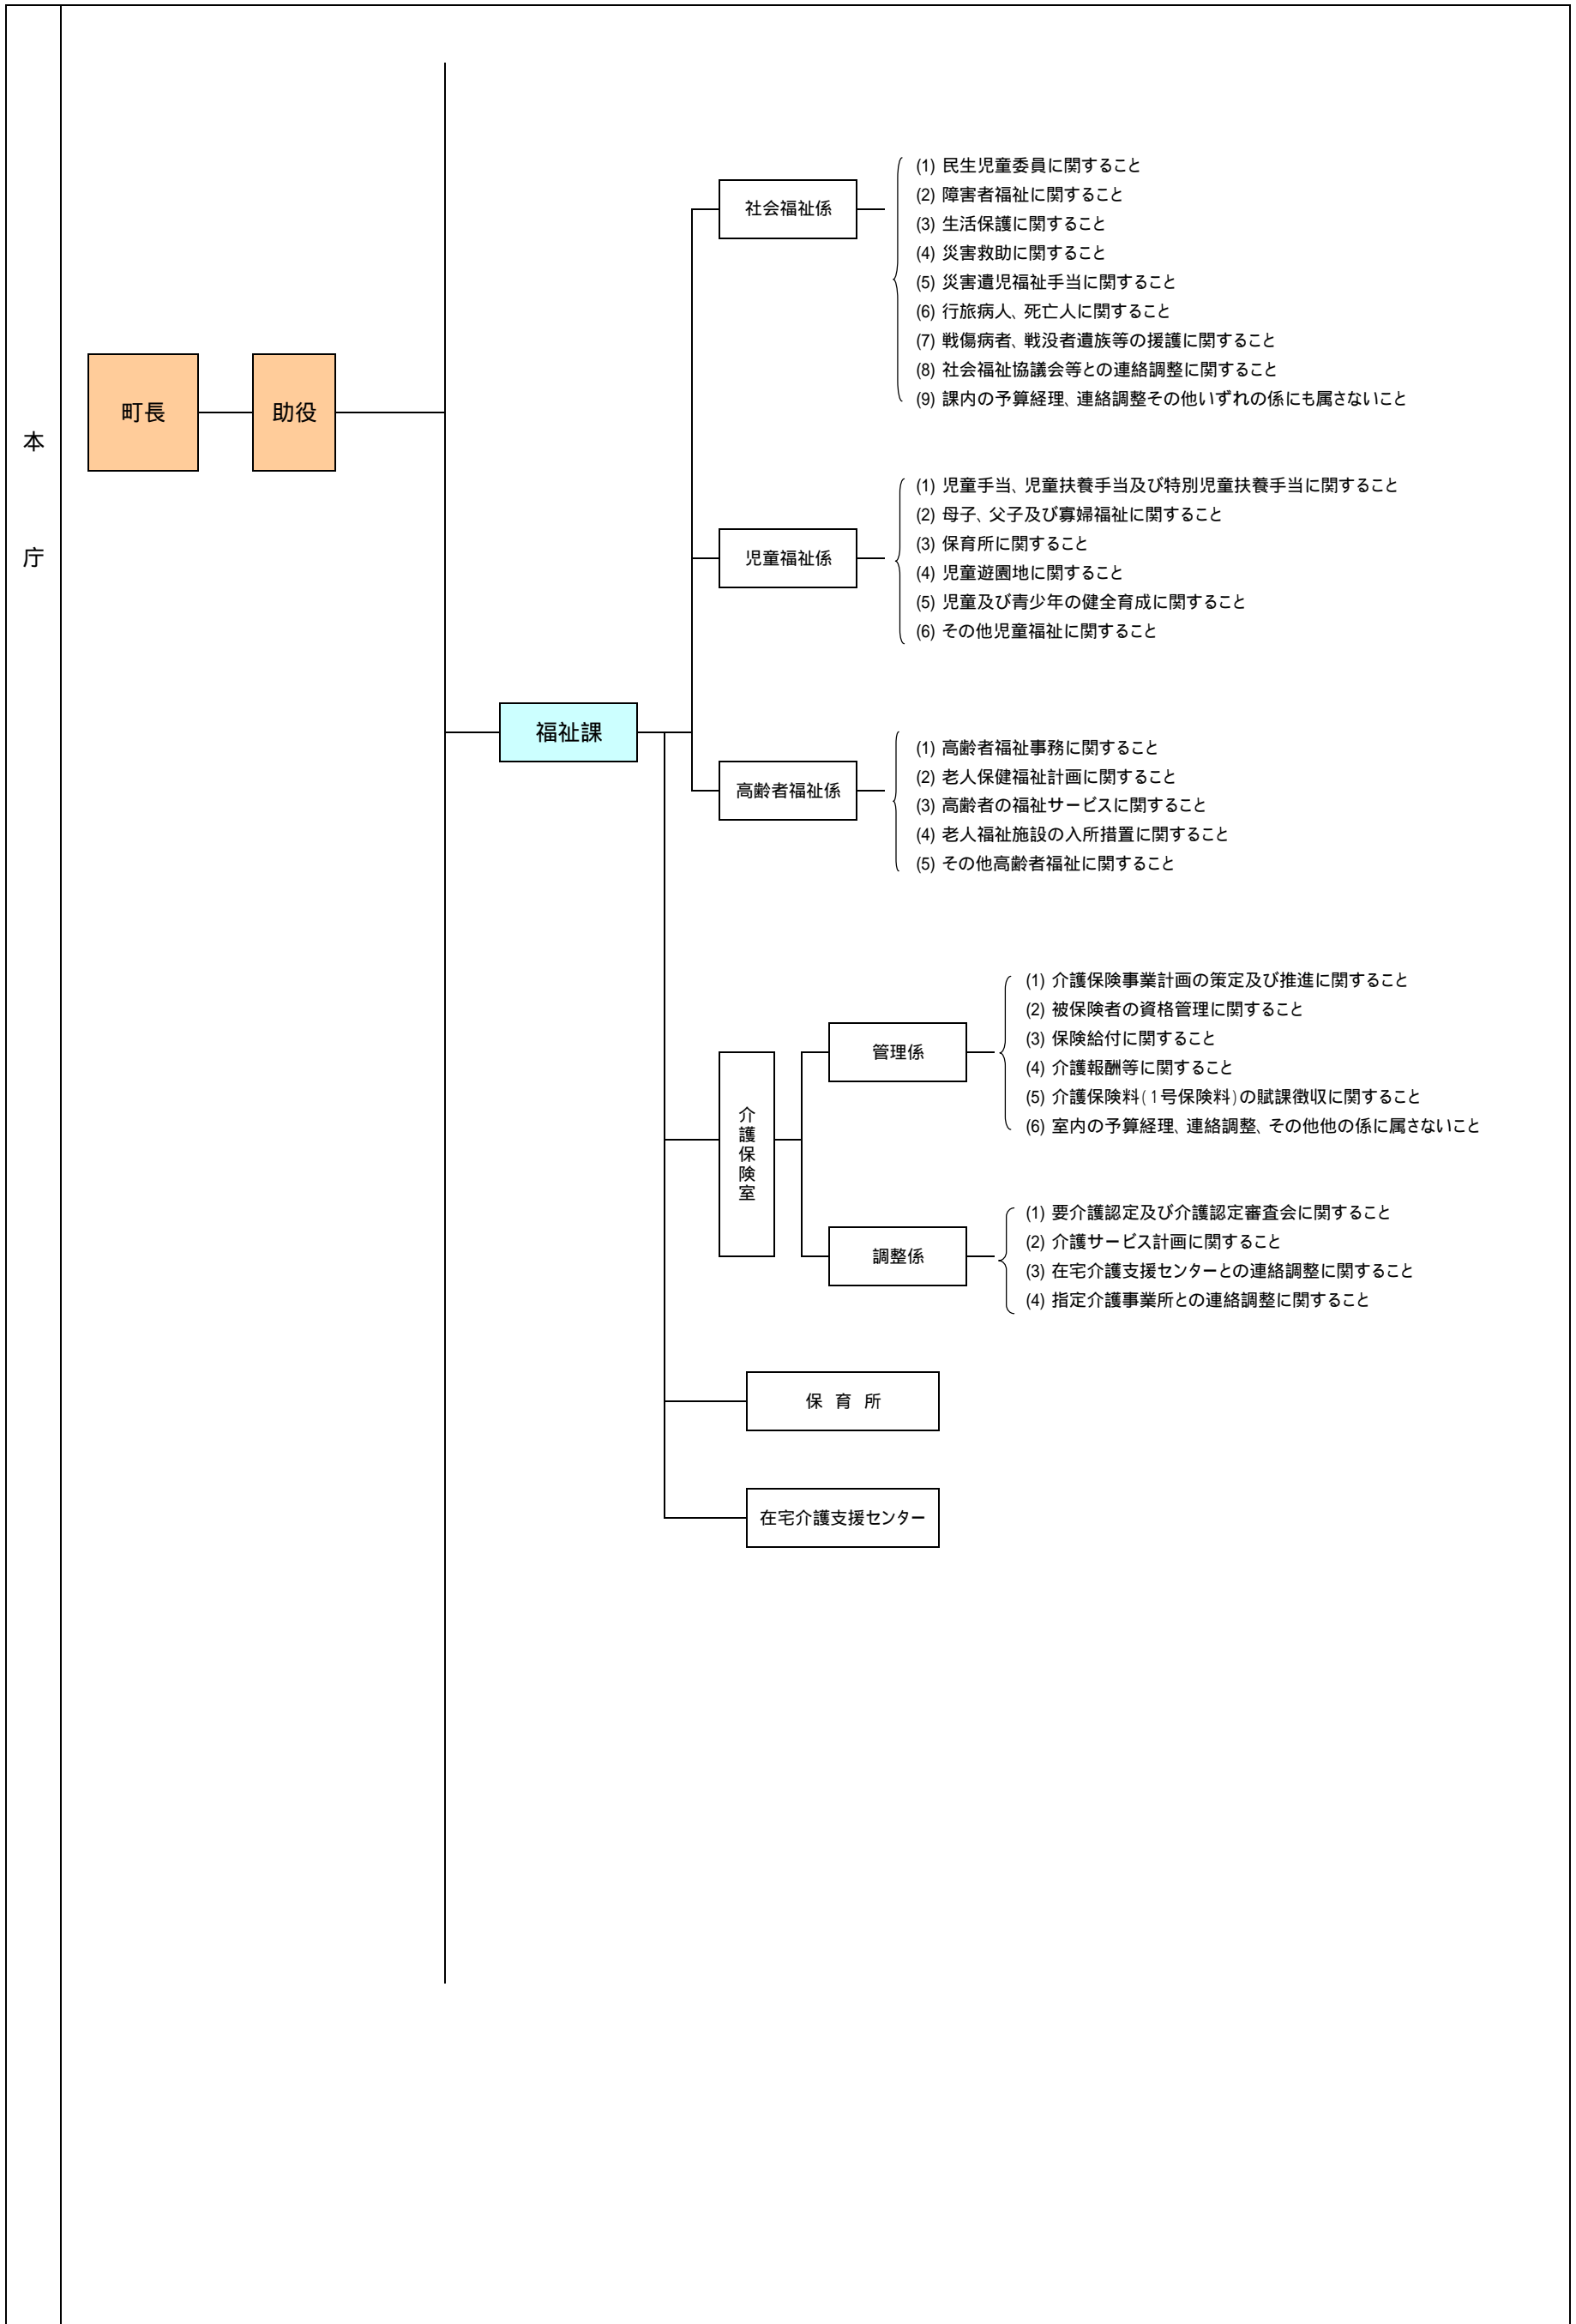 本庁
町長
助役
福祉課
社会福祉係
(1) 民生児童委員に関すること
(2) 障害者福祉に関すること
(3) 生活保護に関すること
(4) 災害救助に関すること
(5) 災害遺児福祉手当に関すること
(6) 行旅病人、死亡人に関すること
(7) 戦傷病者、戦没者遺族等の援護に関すること
(8) 社会福祉協議会等との連絡調整に関すること
(9) 課内の予算経理、連絡調整その他いずれの係にも属さないこと
児童福祉係
(1) 児童手当、児童扶養手当及び特別児童扶養手当に関すること
(2) 母子、父子及び寡婦福祉に関すること
(3) 保育所に関すること
(4) 児童遊園地に関すること
(5) 児童及び青少年の健全育成に関すること
(6) その他児童福祉に関すること
高齢者福祉係
(1) 高齢者福祉事務に関すること
(2) 老人保健福祉計画に関すること
(3) 高齢者の福祉サービスに関すること
(4) 老人福祉施設の入所措置に関すること
(5) その他高齢者福祉に関すること
介護保険室
管理係
(1) 介護保険事業計画の策定及び推進に関すること
(2) 被保険者の資格管理に関すること
(3) 保険給付に関すること
(4) 介護報酬等に関すること
(5) 介護保険料(1号保険料)の賦課徴収に関すること
(6) 室内の予算経理、連絡調整、その他他の係に属さないこと
調整係
(1) 要介護認定及び介護認定審査会に関すること
(2) 介護サービス計画に関すること
(3) 在宅介護支援センターとの連絡調整に関すること
(4) 指定介護事業所との連絡調整に関すること
保 育 所
在宅介護支援センター